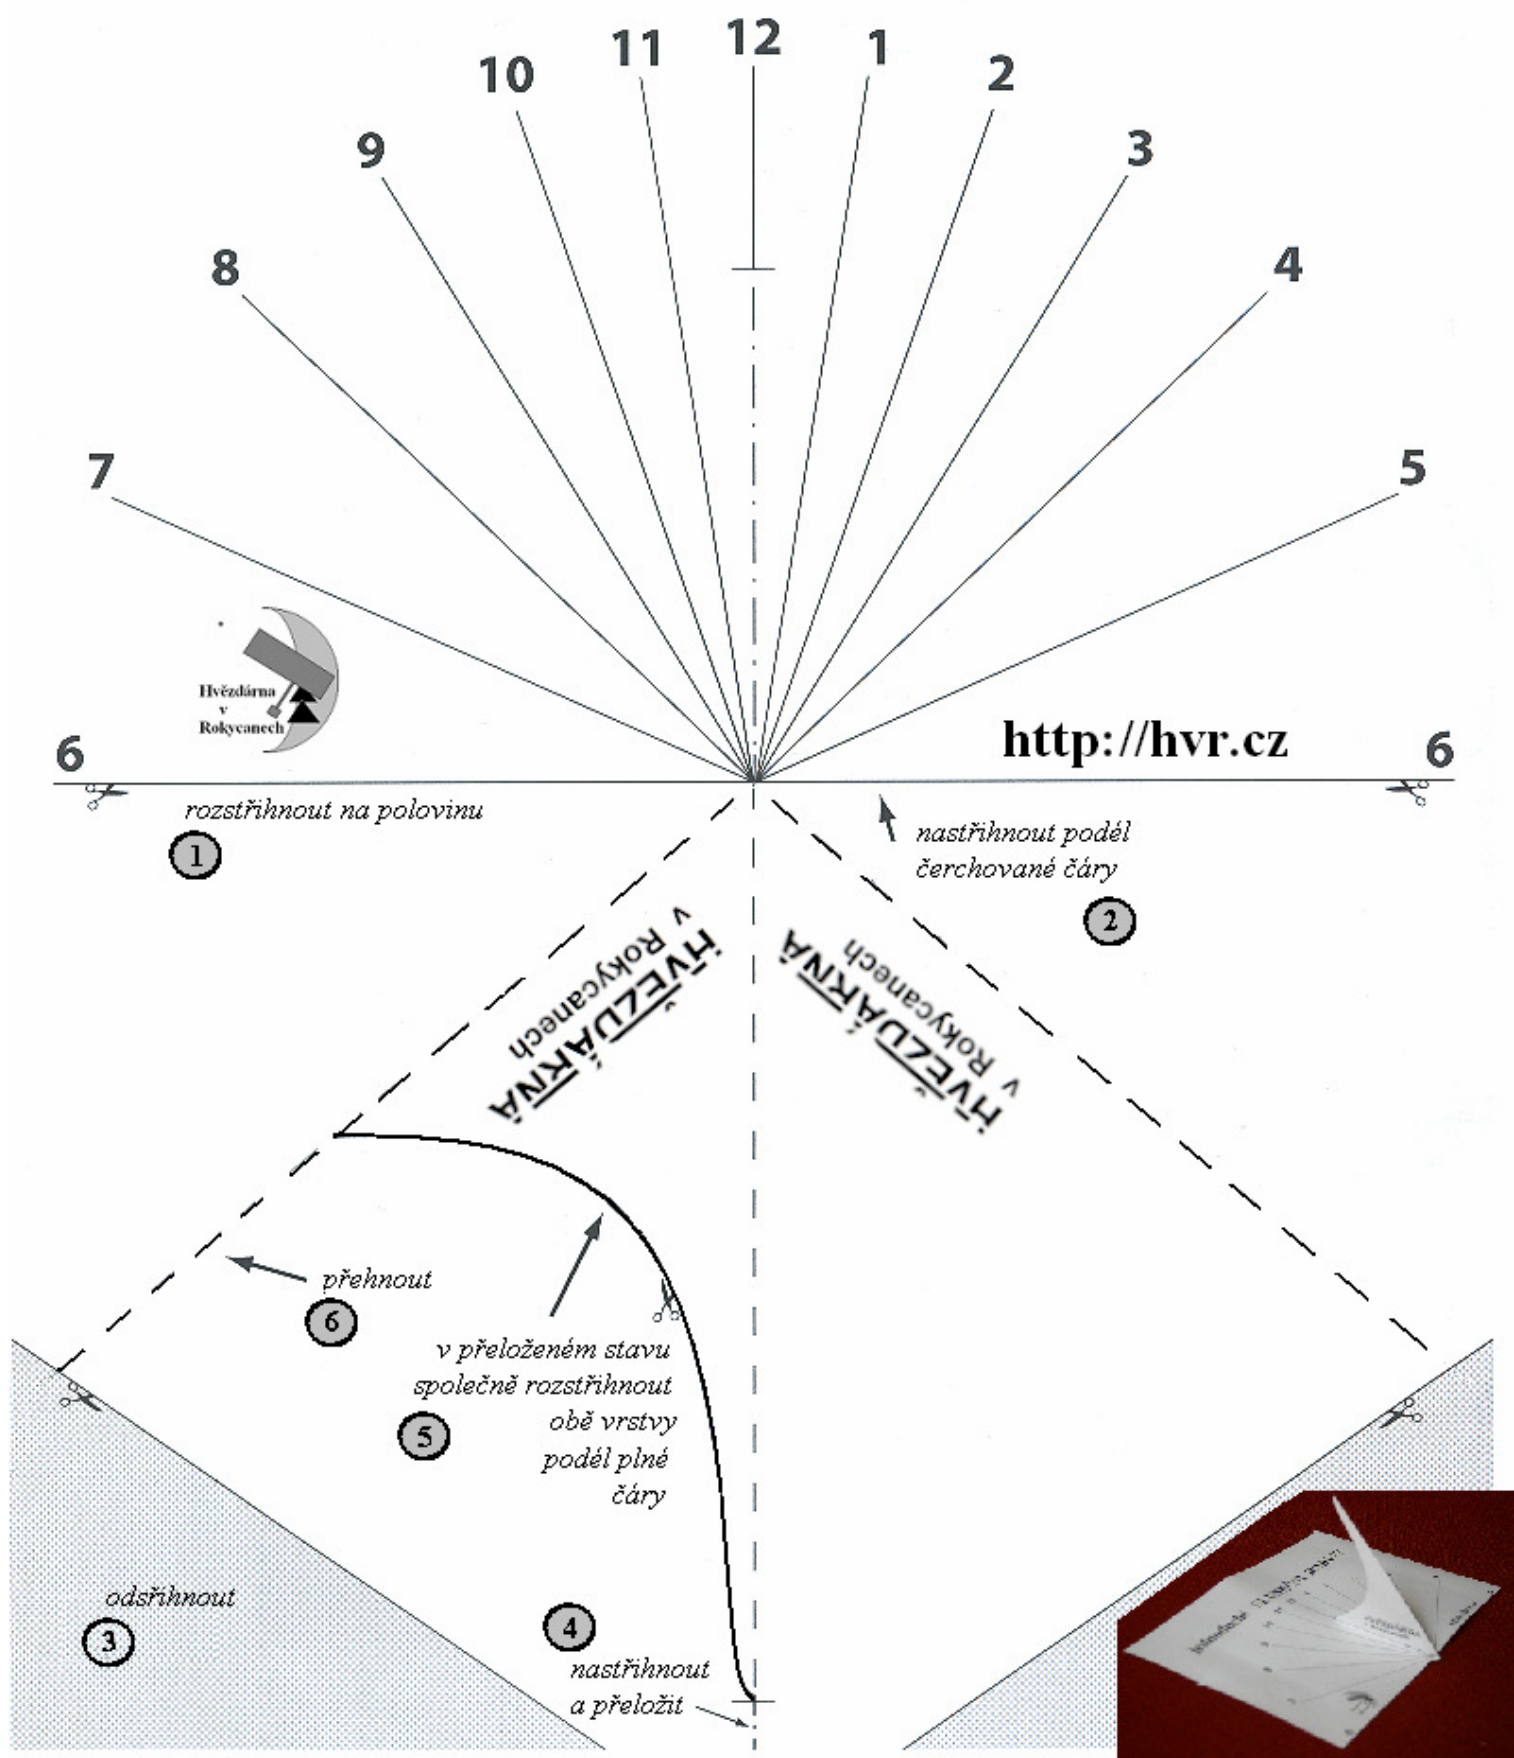 12
11
1
10
2
9
3
8
4
7
5
Hvězdárna
v
Rokycanech
http://hvr.cz
6
6
rozstřihnout na polovinu
1
nastřihnout podél
čerchované čáry
2
HVĚZDÁRNA
v Rokycanech
HVĚZDÁRNA
v Rokycanech
přehnout
6
v přeloženém stavu
společně rozstřihnout
obě vrstvy
podél plné
čáry
5
odsřihnout
3
4
nastřihnout
a přeložit